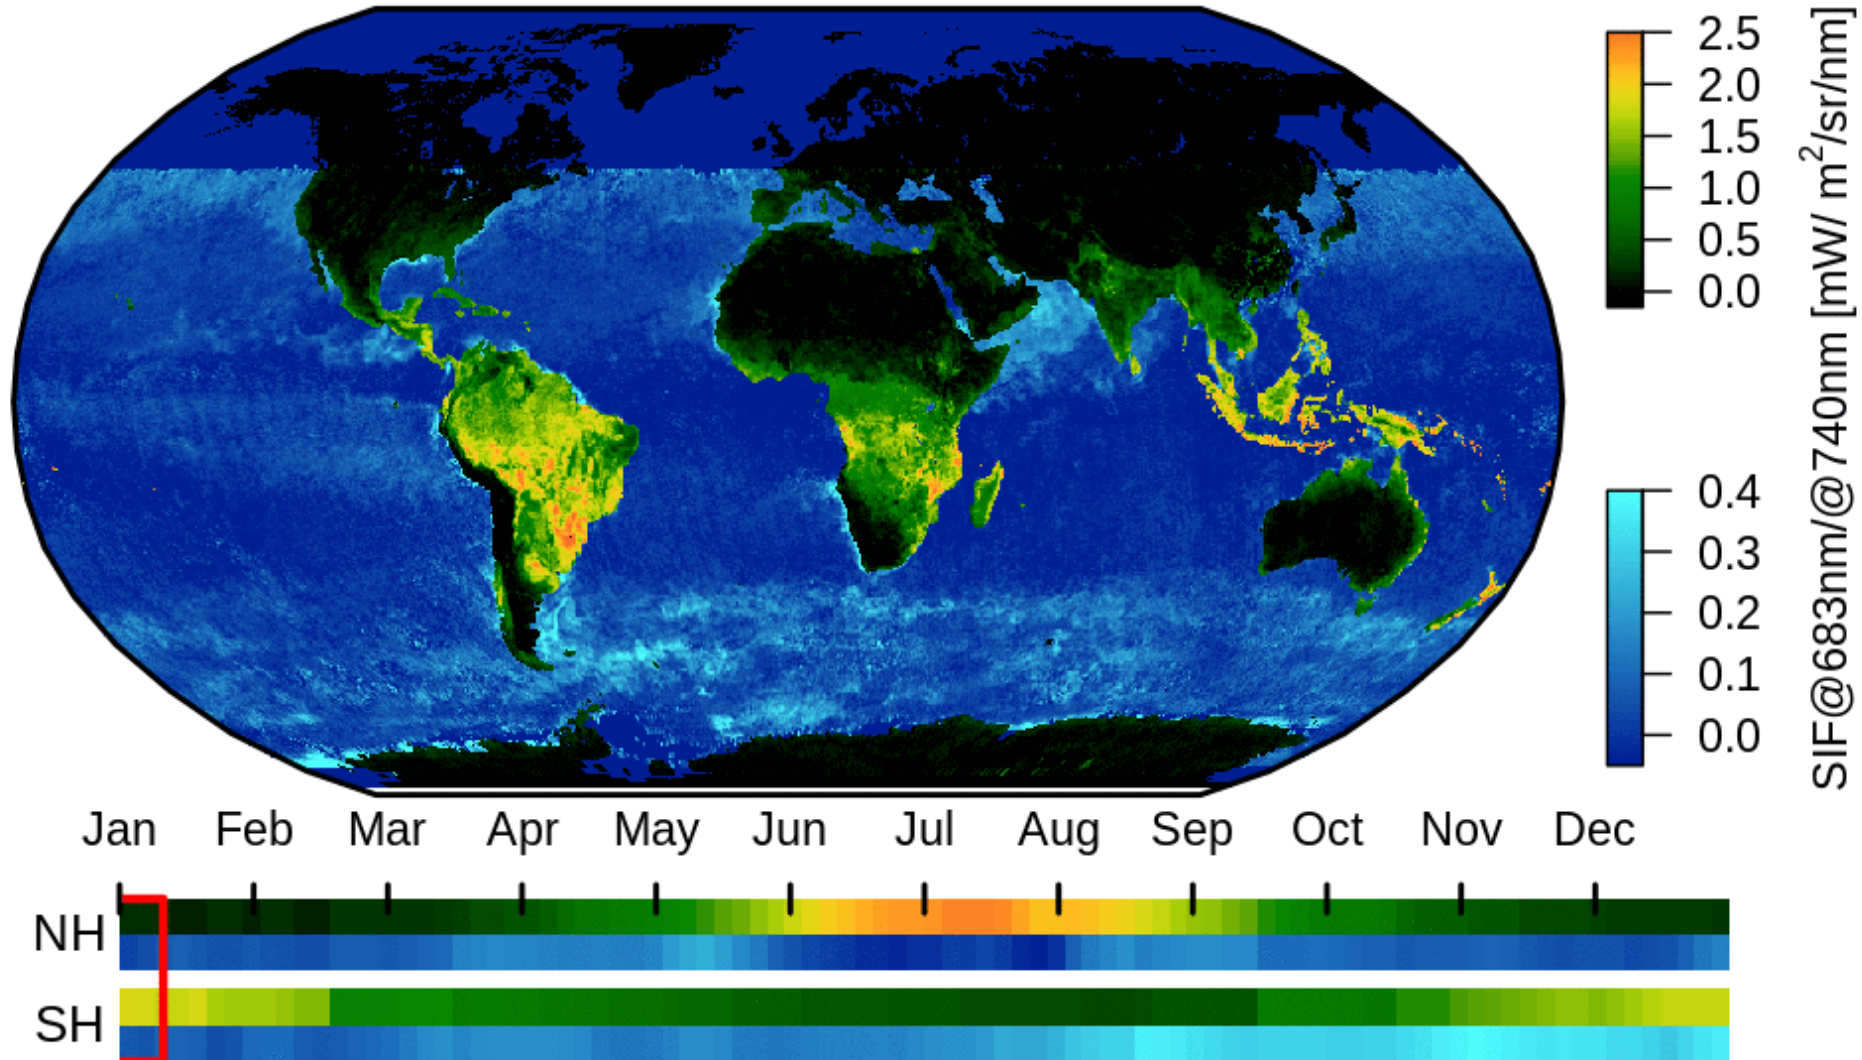 2.5
2.0
1.5
1.0
0.5
0.0
0.4
0.3
0.2
0.1
0.0
SIF@683nm/@740nm [mW/ m²/sr/nm]
Jan Feb Mar Apr May Jun Jul Aug Sep Oct Nov Dec
NH
SH